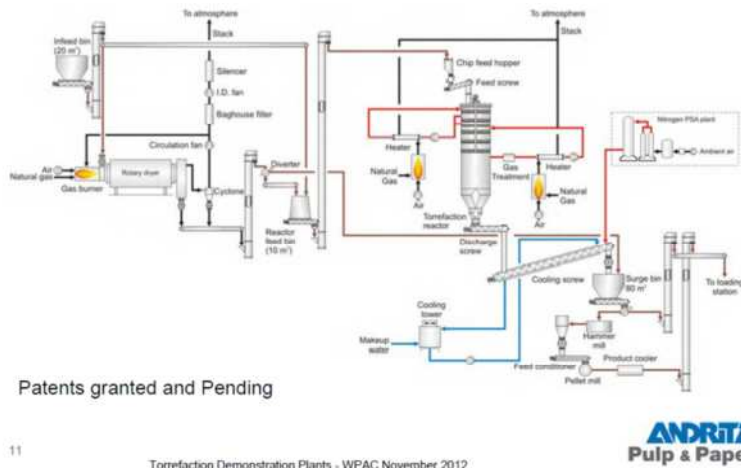 To atmosphere
Stack
Infeed bin
(20 m³)
Silencer
I.D. fan
Baghouse filter
Circulation fan
Air
Natural gas
Gas burner
Rotary dryer
Cyclone
Diverter
Reactor
feed bin
(10 m³)
To atmosphere
Stack
Chip feed hopper
Feed screw
Heater
Natural
Gas
Air
Gas
Treatment
Heater
Natural
Gas
Air
Torrefaction
reactor
Discharge
screw
Nitrogen PSA plant
Ambient air
Cooling screw
Surge bin
80 m³
To loading
station
Cooling
tower
Makeup
water
Hammer
mill
Feed conditioner
Pellet mill
Product cooler
Patents granted and Pending
11
Torrefaction Demonstration Plants - WPAC November 2012
ANDRITZ
Pulp & Pape